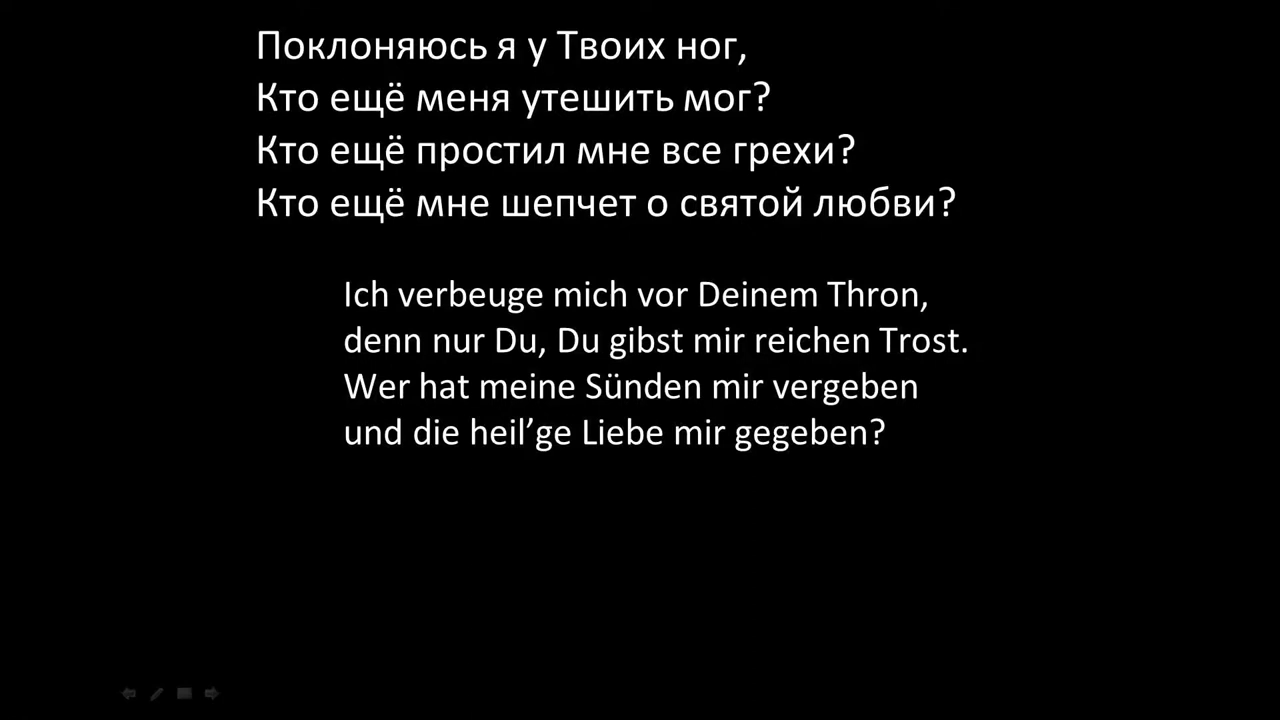 Поклоняюсь я у Твоих ног,
Кто ещё меня утешить мог?
Кто ещё простил мне все грехи?
Кто ещё мне шепчет о святой любви?
Ich verbeuge mich vor Deinem Thron,
denn nur Du, Du gibst mir reichen Trost.
Wer hat meine Sünden mir vergeben
und die heil’ge Liebe mir gegeben?